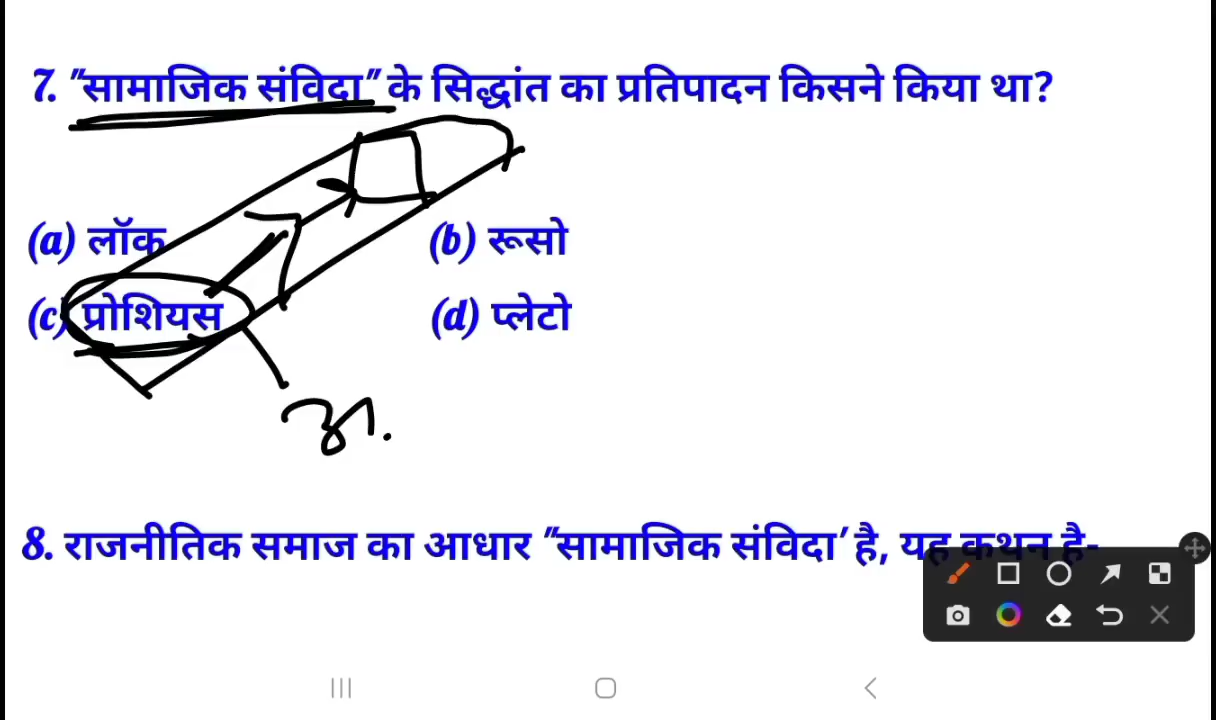 7. "सामाजिक संविदा" के सिद्धांत का प्रतिपादन किसने किया था?
(a) लॉक (b) रूसो
(c) प्रोशियस (d) प्लेटो
8. राजनीतिक समाज का आधार "सामाजिक संविदा' है, यह कथन है-